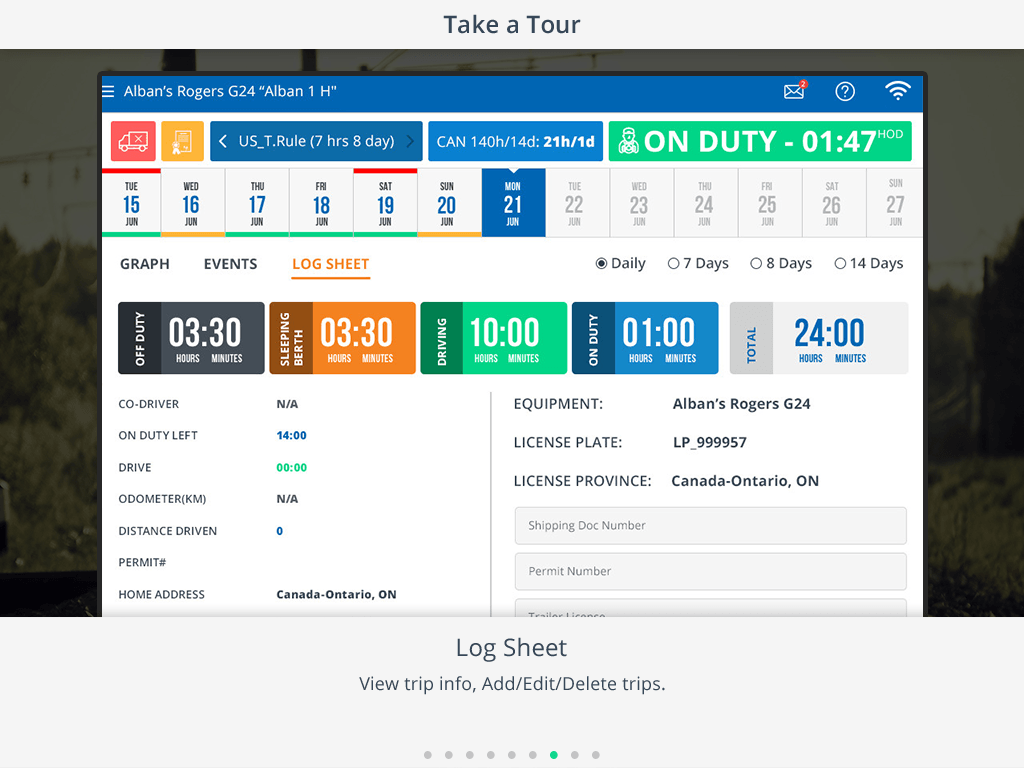 Take a Tour
Alban’s Rogers G24 “Alban 1 H"
2
US_T.Rule (7 hrs 8 day)
CAN 140h/14d: 21h/1d
ON DUTY - 01:47 HOD
TUE 15 JUN
WED 16 JUN
THU 17 JUN
FRI 18 JUN
SAT 19 JUN
SUN 20 JUN
MON 21 JUN
TUE 22 JUN
WED 23 JUN
THU 24 JUN
FRI 25 JUN
SAT 26 JUN
SUN 27 JUN
GRAPH EVENTS LOG SHEET
Daily 7 Days 8 Days 14 Days
OFF DUTY 03:30 HOURS MINUTES
SLEEPING BERTH 03:30 HOURS MINUTES
DRIVING 10:00 HOURS MINUTES
ON DUTY 01:00 HOURS MINUTES
TOTAL 24:00 HOURS MINUTES
CO-DRIVER N/A
ON DUTY LEFT 14:00
DRIVE 00:00
ODOMETER(KM) N/A
DISTANCE DRIVEN 0
PERMIT#
HOME ADDRESS Canada-Ontario, ON
EQUIPMENT: Alban’s Rogers G24
LICENSE PLATE: LP_999957
LICENSE PROVINCE: Canada-Ontario, ON
Shipping Doc Number
Permit Number
Trailer License
Log Sheet
View trip info, Add/Edit/Delete trips.